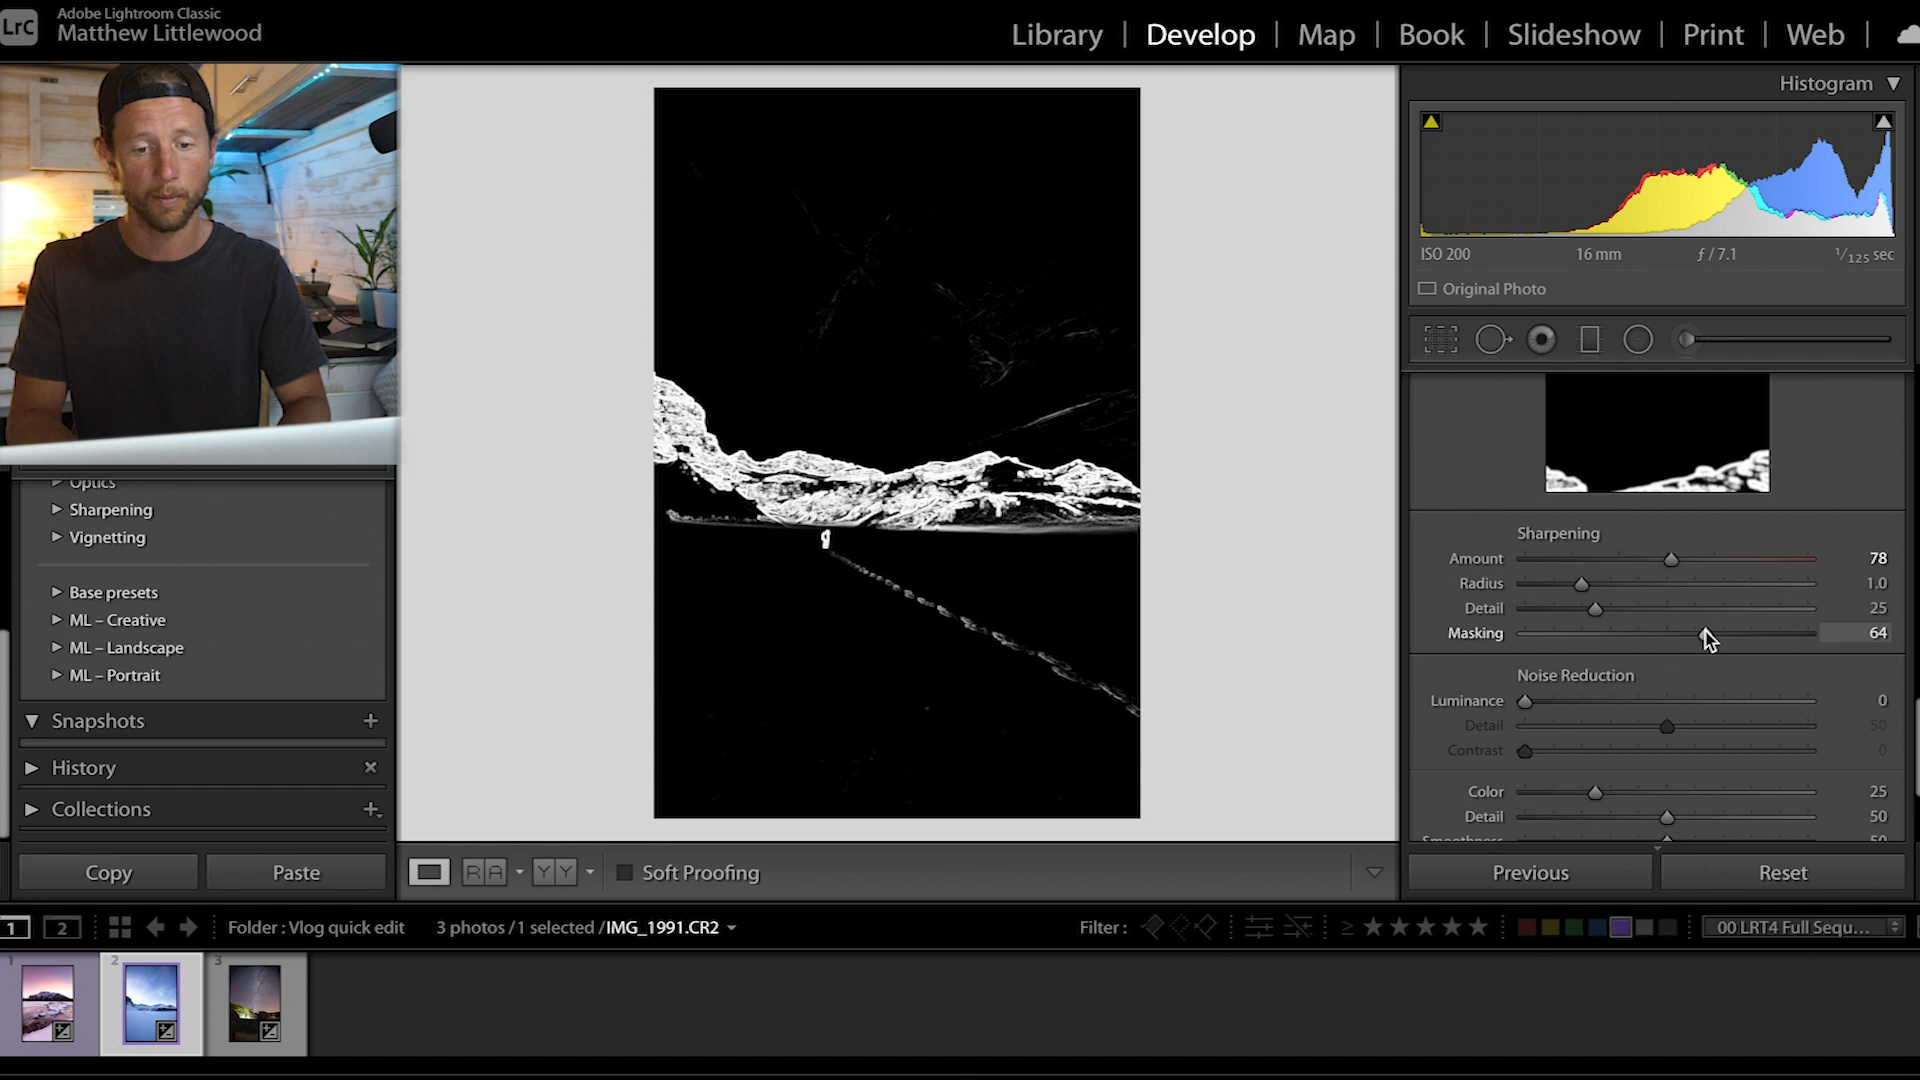 LrC
Adobe Lightroom Classic
Matthew Littlewood
Library | Develop | Map | Book | Slideshow | Print | Web |
Histogram
ISO 200 16 mm ƒ / 7.1 1/125 sec
Original Photo
Optics
Sharpening
Vignetting
Base presets
ML – Creative
ML – Landscape
ML – Portrait
Snapshots +
History ×
Collections +
Copy Paste
Sharpening
Amount 78
Radius 1.0
Detail 25
Masking 64
Noise Reduction
Luminance 0
Detail 50
Contrast 0
Color 25
Detail 50
Smoothness 50
Previous Reset
R A Y Y Soft Proofing
1 2 Folder : Vlog quick edit 3 photos / 1 selected / IMG_1991.CR2 Filter : ≥ ★★★★★ 00 LRT4 Full Sequ...
1 2 3